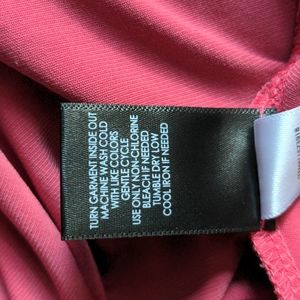 TURN GARMENT INSIDE OUT
MACHINE WASH COLD
WITH LIKE COLORS
GENTLE CYCLE
USE ONLY NON-CHLORINE
BLEACH IF NEEDED
TUMBLE DRY LOW
COOL IRON IF NEEDED